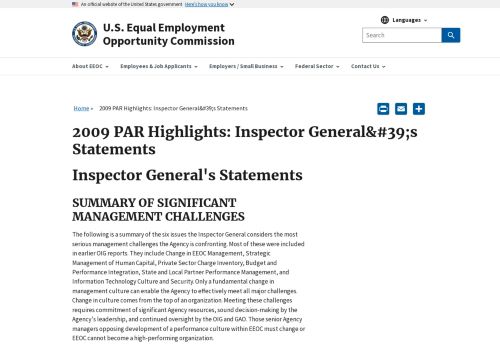 An official website of the United States government Here's how you know
Languages
U.S. Equal Employment
Opportunity Commission
Search
About EEOC
Employees & Job Applicants
Employers / Small Business
Federal Sector
Contact Us
Home » 2009 PAR Highlights: Inspector General&#39;s Statements
2009 PAR Highlights: Inspector General&#39;s
Statements
Inspector General's Statements
SUMMARY OF SIGNIFICANT
MANAGEMENT CHALLENGES
The following is a summary of the six issues the Inspector General considers the most
serious management challenges the Agency is confronting. Most of these were included
in earlier OIG reports. They include Change in EEOC Management, Strategic
Management of Human Capital, Private Sector Charge Inventory, Budget and
Performance Integration, State and Local Partner Performance Management, and
Information Technology Culture and Security. Only a fundamental change in
management culture can enable the Agency to effectively meet all major challenges.
Change in culture comes from the top of an organization. Meeting these challenges
requires commitment of significant Agency resources, sound decision-making by the
Agency's leadership, and continued oversight by the OIG and GAO. Those senior Agency
managers opposing development of a performance culture within EEOC must change or
EEOC cannot become a high-performing organization.